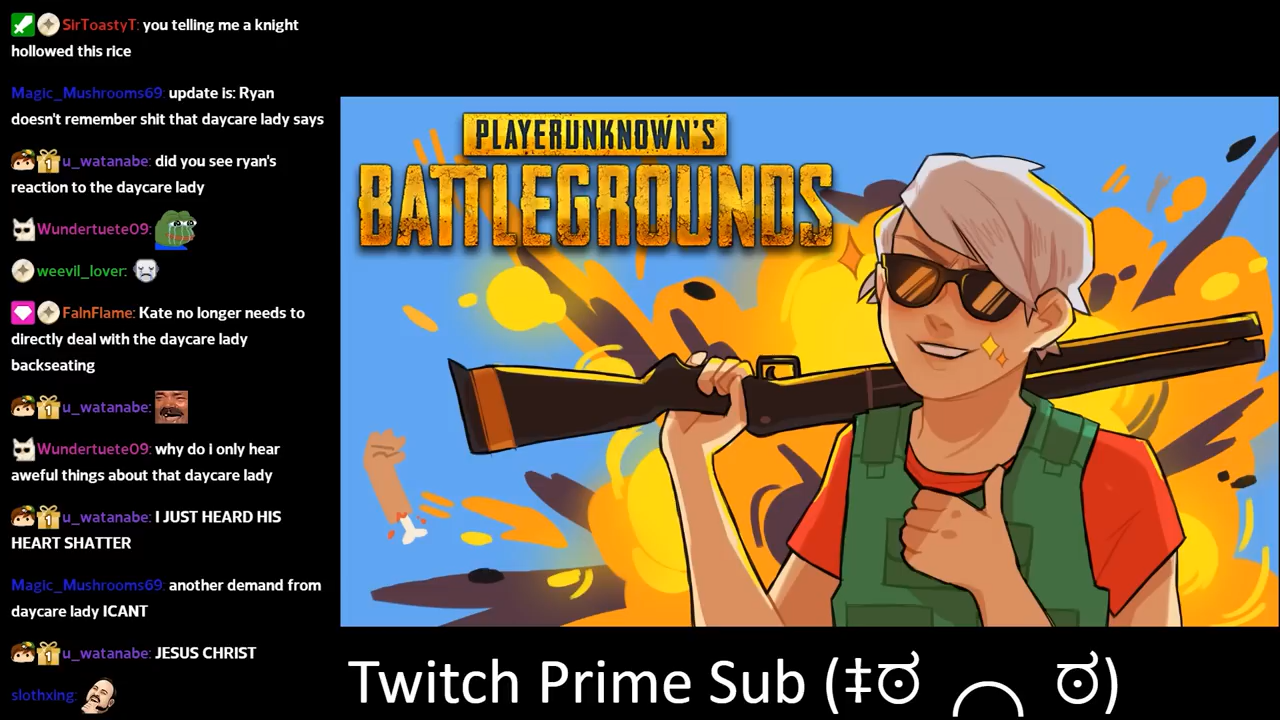 SirToastyT: you telling me a knight
hollowed this rice
Magic_Mushrooms69: update is: Ryan
doesn't remember shit that daycare lady says
1 u_watanabe: did you see ryan's
reaction to the daycare lady
Wundertuete09:
weevil_lover:
FalnFlame: Kate no longer needs to
directly deal with the daycare lady
backseating
1 u_watanabe:
Wundertuete09: why do i only hear
aweful things about that daycare lady
1 u_watanabe: I JUST HEARD HIS
HEART SHATTER
Magic_Mushrooms69: another demand from
daycare lady ICANT
1 u_watanabe: JESUS CHRIST
slothxing:
PLAYERUNKNOWN'S
BATTLEGROUNDS
Twitch Prime Sub (‡ಠ ╭╮ ಠ)